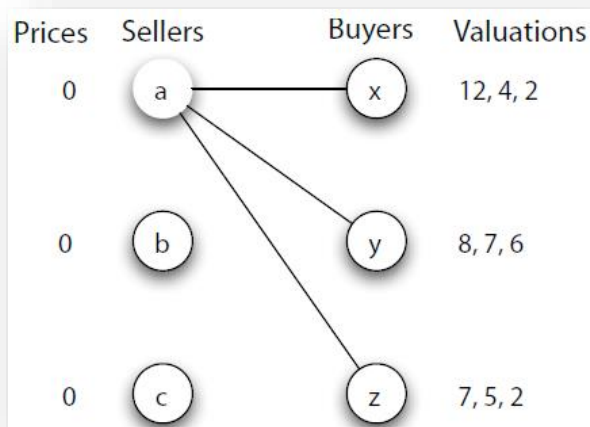 Prices Sellers Buyers Valuations
0 a x 12, 4, 2
0 b y 8, 7, 6
0 c z 7, 5, 2